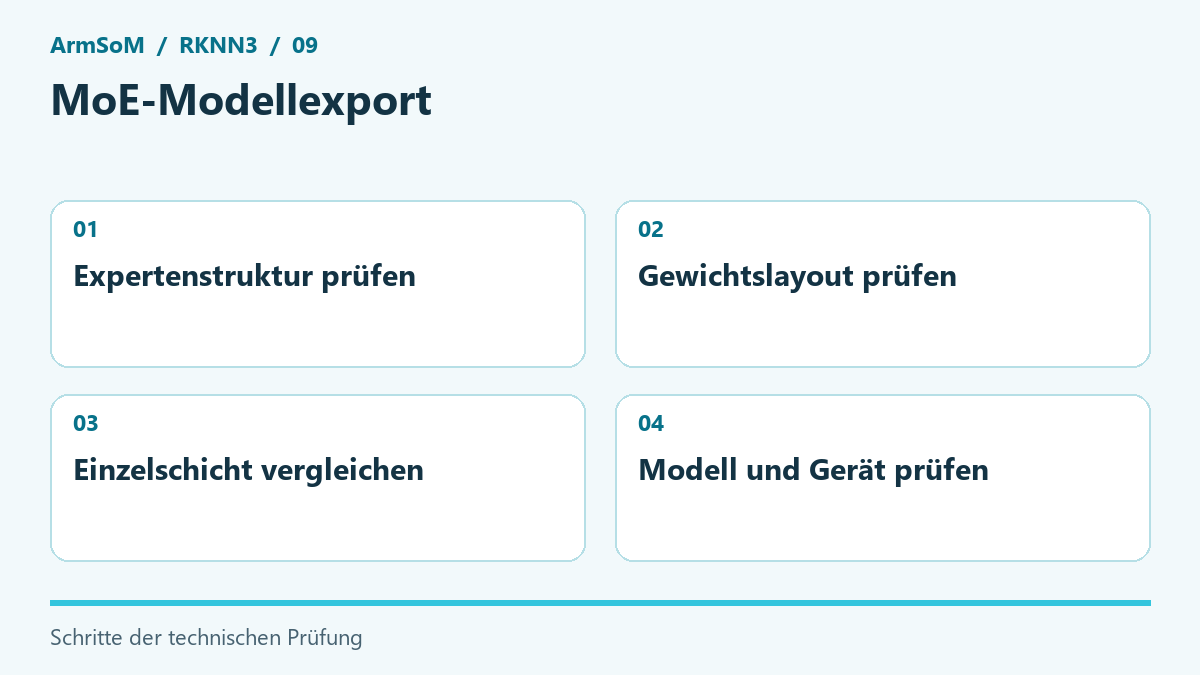 ArmSoM / RKNN3 / 09
MoE-Modellexport
01
Expertenstruktur prüfen
02
Gewichtslayout prüfen
03
Einzelschicht vergleichen
04
Modell und Gerät prüfen
Schritte der technischen Prüfung